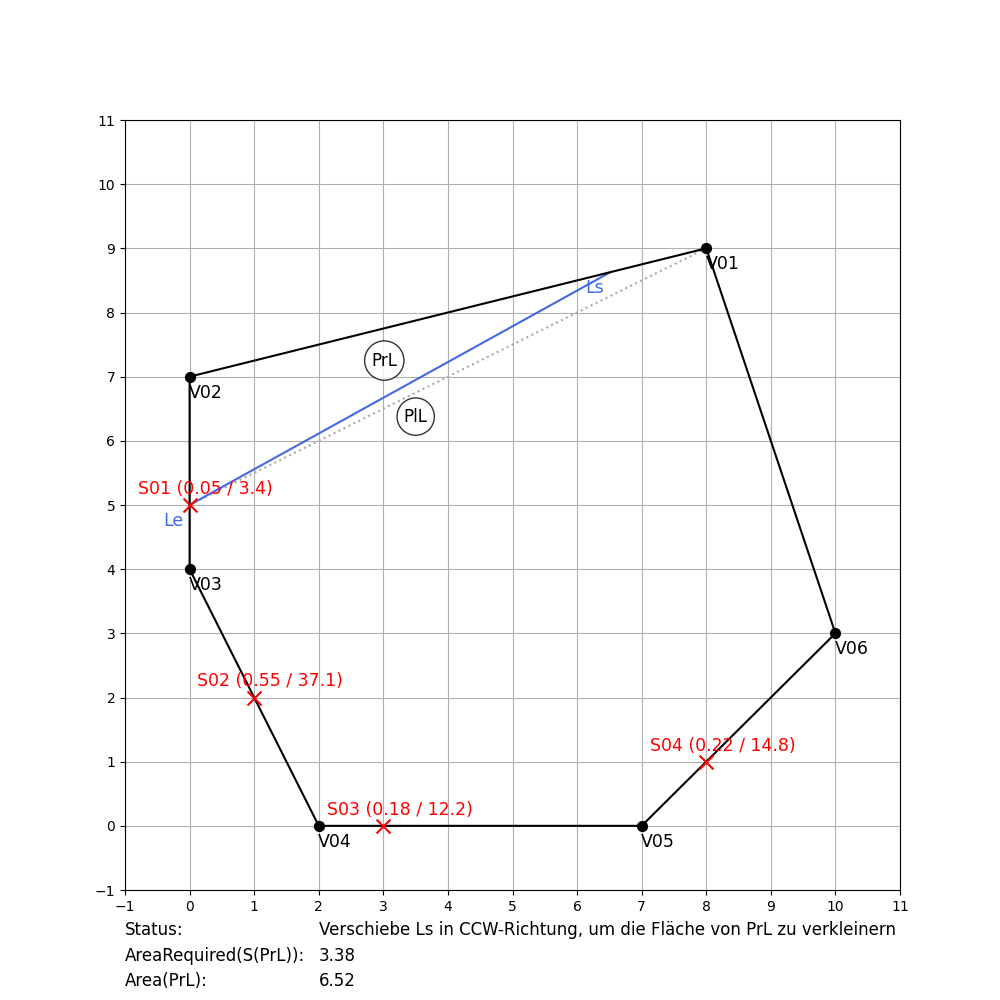 11
10
9
8
7
6
5
4
3
2
1
0
−1
−1 0 1 2 3 4 5 6 7 8 9 10 11
V01
Ls
PrL
V02
PlL
S01 (0.05 / 3.4)
Le
V03
V06
S02 (0.55 / 37.1)
S04 (0.22 / 14.8)
S03 (0.18 / 12.2)
V04
V05
Status: Verschiebe Ls in CCW-Richtung, um die Fläche von PrL zu verkleinern
AreaRequired(S(PrL)): 3.38
Area(PrL): 6.52